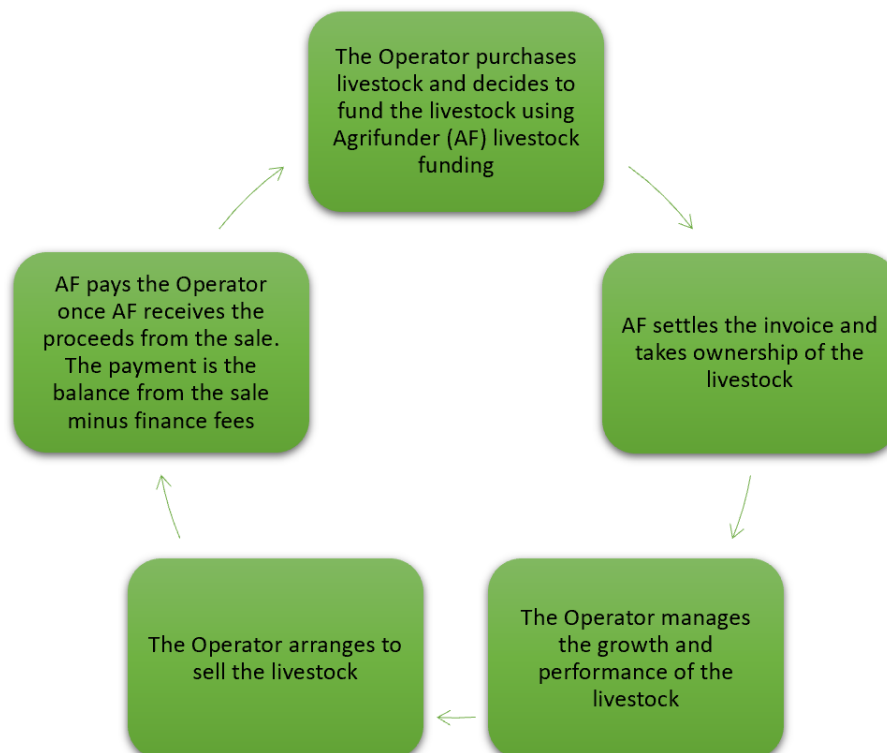 The Operator purchases
livestock and decides to
fund the livestock using
Agrifunder (AF) livestock
funding
AF settles the invoice and
takes ownership of the
livestock
The Operator manages
the growth and
performance of the
livestock
The Operator arranges to
sell the livestock
AF pays the Operator
once AF receives the
proceeds from the sale.
The payment is the
balance from the sale
minus finance fees